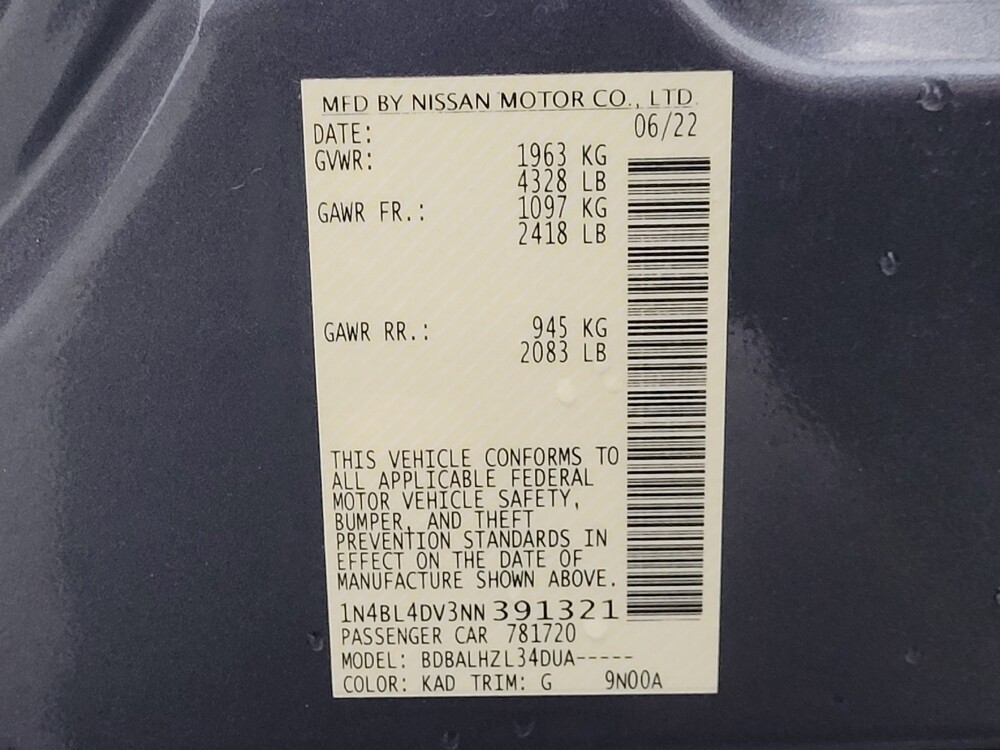 MFD BY NISSAN MOTOR CO., LTD.
DATE: 06/22
GVWR: 1963 KG
4328 LB
GAWR FR.: 1097 KG
2418 LB
GAWR RR.: 945 KG
2083 LB
THIS VEHICLE CONFORMS TO
ALL APPLICABLE FEDERAL
MOTOR VEHICLE SAFETY,
BUMPER, AND THEFT
PREVENTION STANDARDS IN
EFFECT ON THE DATE OF
MANUFACTURE SHOWN ABOVE.
1N4BL4DV3NN391321
PASSENGER CAR 781720
MODEL: BDBALHZL34DUA-----
COLOR: KAD TRIM: G 9N00A